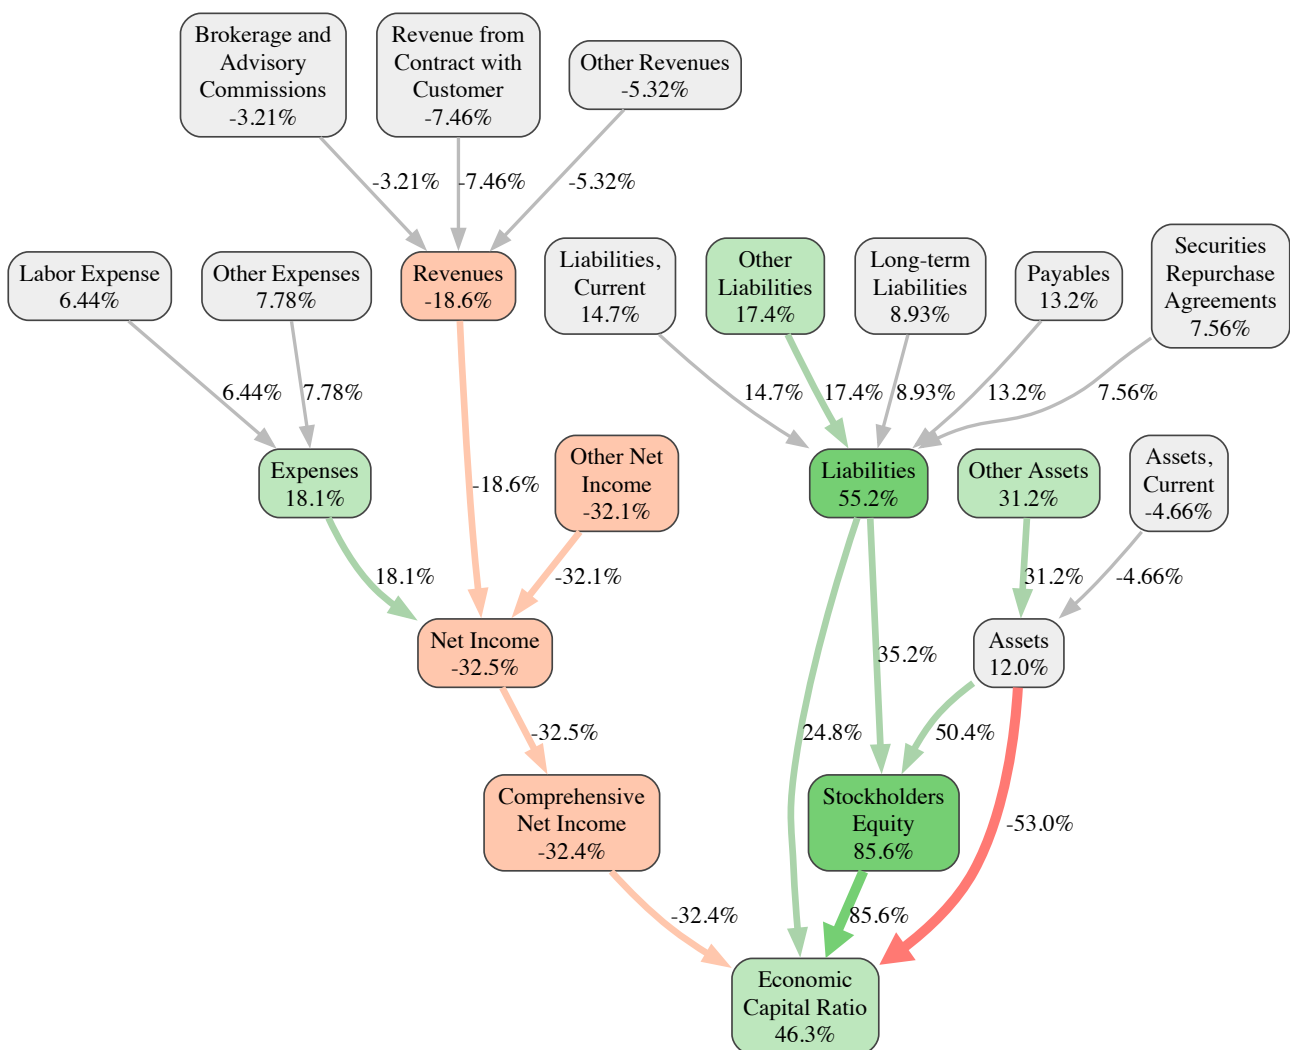 Brokerage and
Advisory
Commissions
-3.21%
Revenue from
Contract with
Customer
-7.46%
Other Revenues
-5.32%
-3.21%
-7.46%
-5.32%
Labor Expense
6.44%
Other Expenses
7.78%
Revenues
-18.6%
Liabilities,
Current
14.7%
Other
Liabilities
17.4%
Long-term
Liabilities
8.93%
Payables
13.2%
Securities
Repurchase
Agreements
7.56%
6.44%
7.78%
14.7%
17.4%
8.93%
13.2%
7.56%
Expenses
18.1%
-18.6%
Other Net
Income
-32.1%
Liabilities
55.2%
Other Assets
31.2%
Assets,
Current
-4.66%
18.1%
-32.1%
31.2%
-4.66%
Net Income
-32.5%
35.2%
Assets
12.0%
-32.5%
24.8%
50.4%
Comprehensive
Net Income
-32.4%
Stockholders
Equity
85.6%
-53.0%
-32.4%
85.6%
Economic
Capital Ratio
46.3%